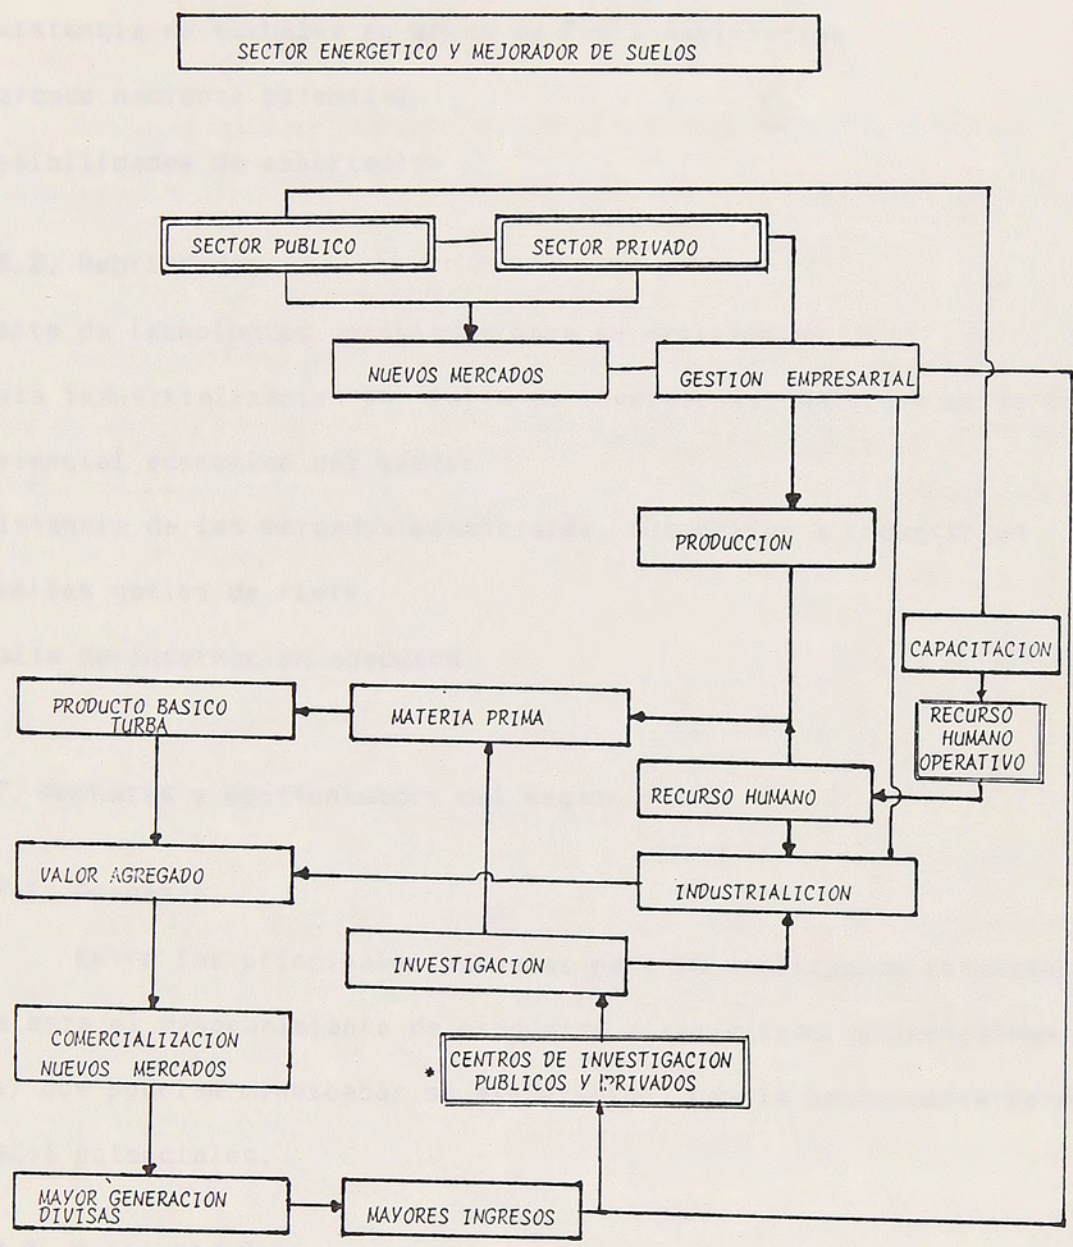 SECTOR ENERGETICO Y MEJORADOR DE SUELOS
SECTOR PUBLICO
SECTOR PRIVADO
NUEVOS MERCADOS
GESTION EMPRESARIAL
PRODUCCION
CAPACITACION
PRODUCTO BASICO
TURBA
MATERIA PRIMA
RECURSO
HUMANO
OPERATIVO
RECURSO HUMANO
VALOR AGREGADO
INDUSTRIALICION
INVESTIGACION
COMERCIALIZACION
NUEVOS MERCADOS
* CENTROS DE INVESTIGACION
PUBLICOS Y PRIVADOS
MAYOR GENERACION
DIVISAS
MAYORES INGRESOS